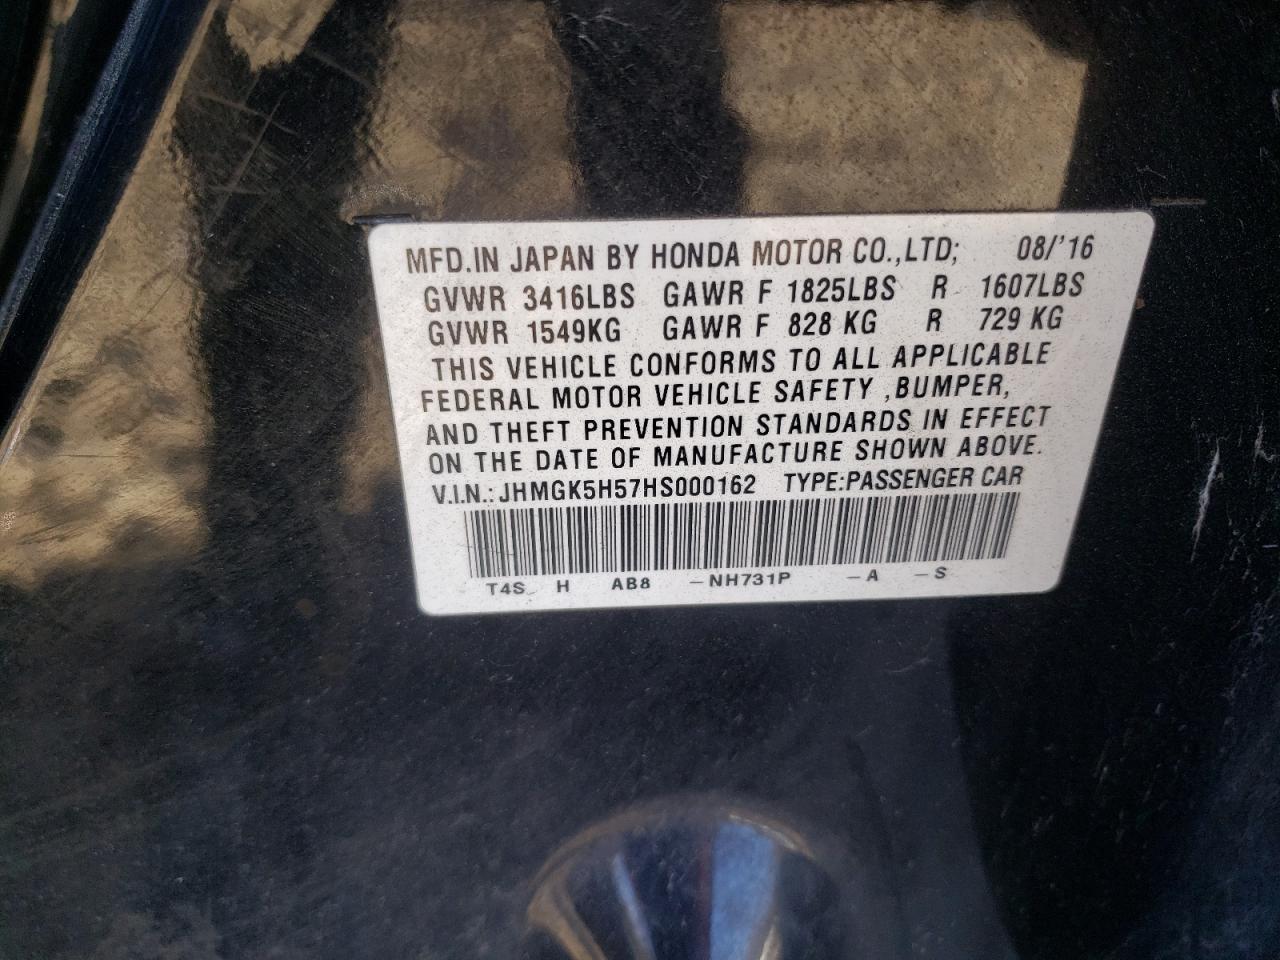 MFD.IN JAPAN BY HONDA MOTOR CO.,LTD; 08/'16
GVWR 3416LBS GAWR F 1825LBS R 1607LBS
GVWR 1549KG GAWR F 828 KG R 729 KG
THIS VEHICLE CONFORMS TO ALL APPLICABLE
FEDERAL MOTOR VEHICLE SAFETY ,BUMPER,
AND THEFT PREVENTION STANDARDS IN EFFECT
ON THE DATE OF MANUFACTURE SHOWN ABOVE.
V.I.N.: JHMGK5H57HS000162 TYPE:PASSENGER CAR
T4S H AB8 –NH731P –A –S